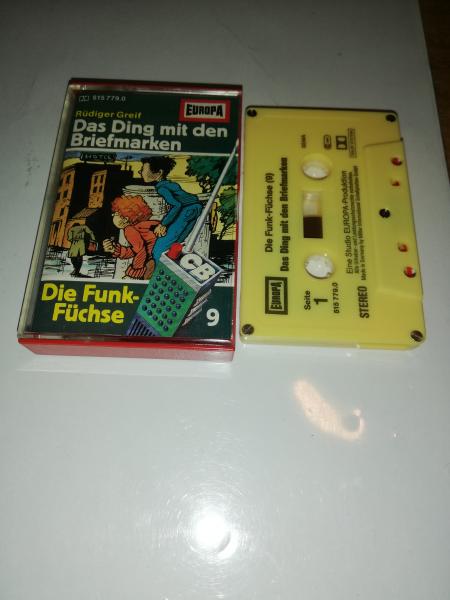 515 779.0
EUROPA
Rüdiger Greif
Das Ding mit den
Briefmarken
HOTEL
CB
Die Funk-
Füchse
9
Die Funk-Füchse (9)
Das Ding mit den Briefmarken
EUROPA
Seite
1
515 779.0
Eine Studio EUROPA-Produktion
STEREO